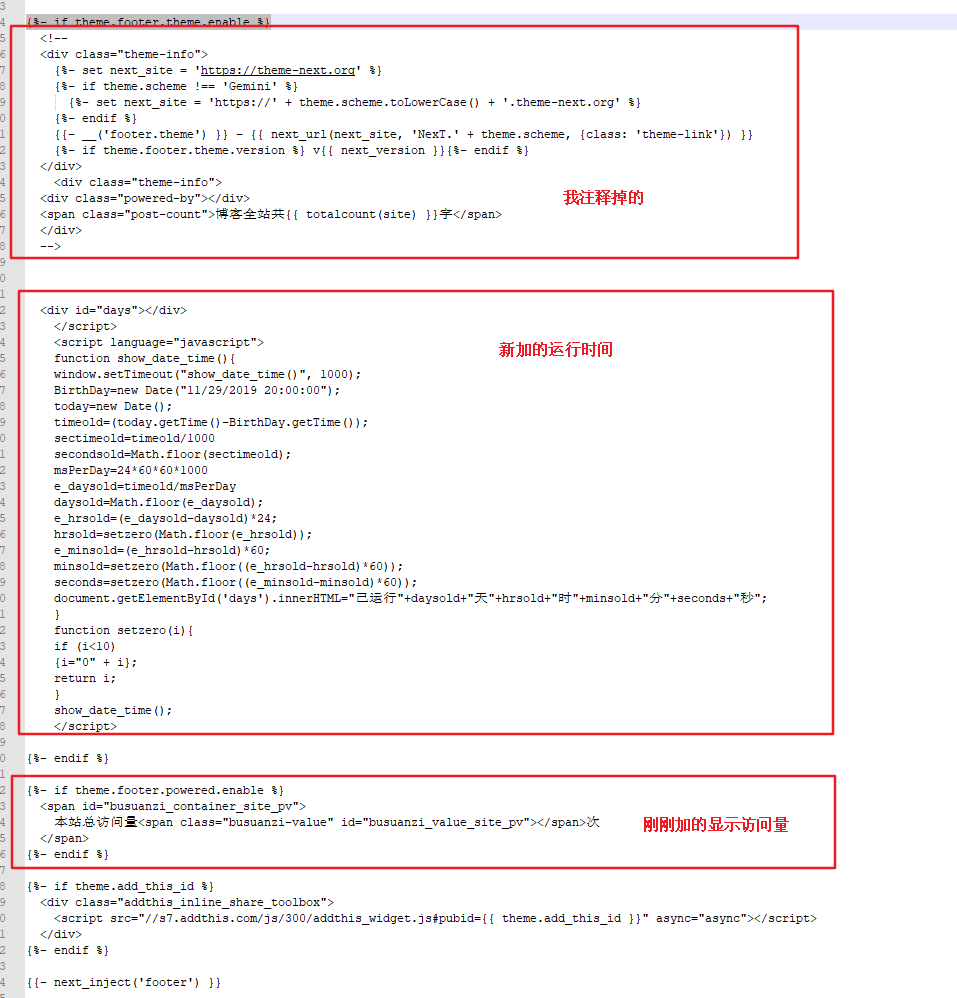 {%- if theme.footer.theme.enable %}
<!--
<div class="theme-info">
{%- set next_site = 'https://theme-next.org' %}
{%- if theme.scheme !== 'Gemini' %}
{%- set next_site = 'https://' + theme.scheme.toLowerCase() + '.theme-next.org' %}
{%- endif %}
{{- __('footer.theme') }} – {{ next_url(next_site, 'NexT.' + theme.scheme, {class: 'theme-link'}) }}
{%- if theme.footer.theme.version %} v{{ next_version }}{%- endif %}
</div>
<div class="theme-info">
<div class="powered-by"></div>
我注释掉的
<span class="post-count">博客全站共{{ totalcount(site) }}字</span>
</div>
-->
<div id="days"></div>
</script>
<script language="javascript">
新加的运行时间
function show_date_time(){
window.setTimeout("show_date_time()", 1000);
BirthDay=new Date("11/29/2019 20:00:00");
today=new Date();
timeold=(today.getTime()-BirthDay.getTime());
sectimeold=timeold/1000
secondsold=Math.floor(sectimeold);
msPerDay=24*60*60*1000
e_daysold=timeold/msPerDay
daysold=Math.floor(e_daysold);
e_hrsold=(e_daysold-daysold)*24;
hrsold=setzero(Math.floor(e_hrsold));
e_minsold=(e_hrsold-hrsold)*60;
minsold=setzero(Math.floor((e_hrsold-hrsold)*60));
seconds=setzero(Math.floor((e_minsold-minsold)*60));
document.getElementById('days').innerHTML="已运行"+daysold+"天"+hrsold+"时"+minsold+"分"+seconds+"秒";
}
function setzero(i){
if (i<10)
{i="0" + i};
return i;
}
show_date_time();
</script>
{%- endif %}
{%- if theme.footer.powered.enable %}
<span id="busuanzi_container_site_pv">
本站总访问量<span class="busuanzi-value" id="busuanzi_value_site_pv"></span>次
刚刚加的显示访问量
</span>
{%- endif %}
{%- if theme.add_this_id %}
<div class="addthis_inline_share_toolbox">
<script src="//s7.addthis.com/js/300/addthis_widget.js#pubid={{ theme.add_this_id }}" async="async"></script>
</div>
{%- endif %}
{{- next_inject('footer') }}